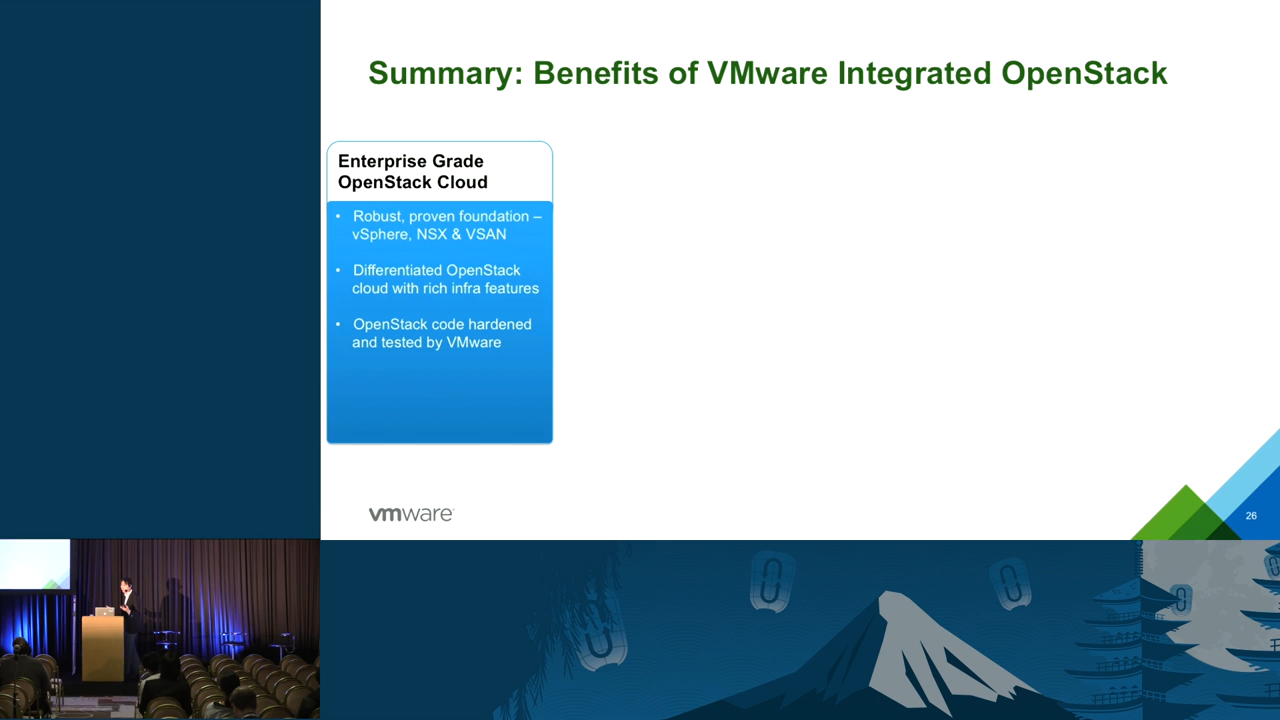 Summary: Benefits of VMware Integrated OpenStack
Enterprise Grade
OpenStack Cloud
• Robust, proven foundation –
vSphere, NSX & VSAN
• Differentiated OpenStack
cloud with rich infra features
• OpenStack code hardened
and tested by VMware
vmware
26